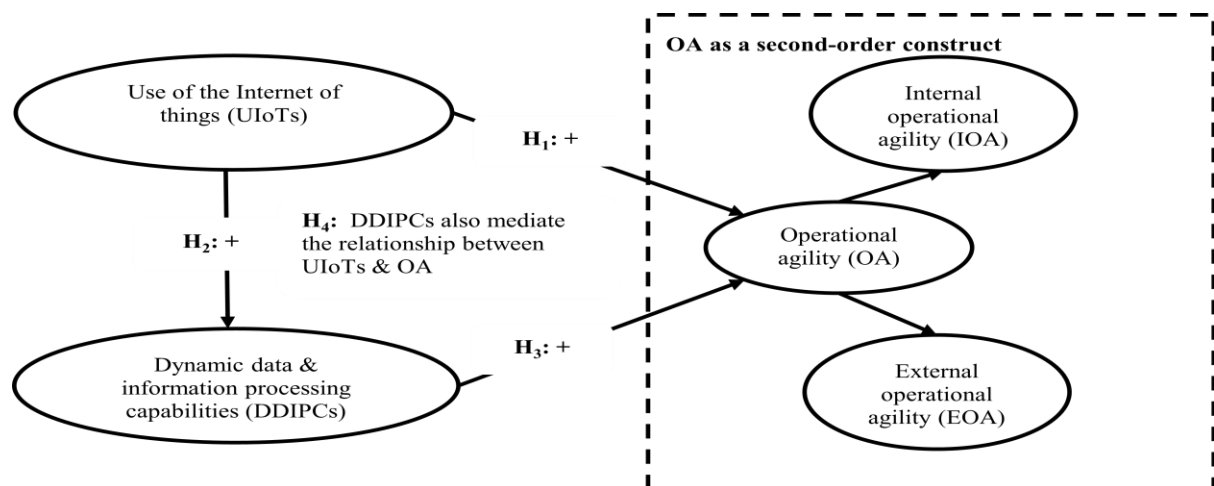 OA as a second-order construct
Use of the Internet of
things (UIoTs)
Internal
operational
agility (IOA)
H₁: +
H₂: +
H₄: DDIPCs also mediate
the relationship between
UIoTs & OA
Operational
agility (OA)
H₃: +
Dynamic data &
information processing
capabilities (DDIPCs)
External
operational
agility (EOA)